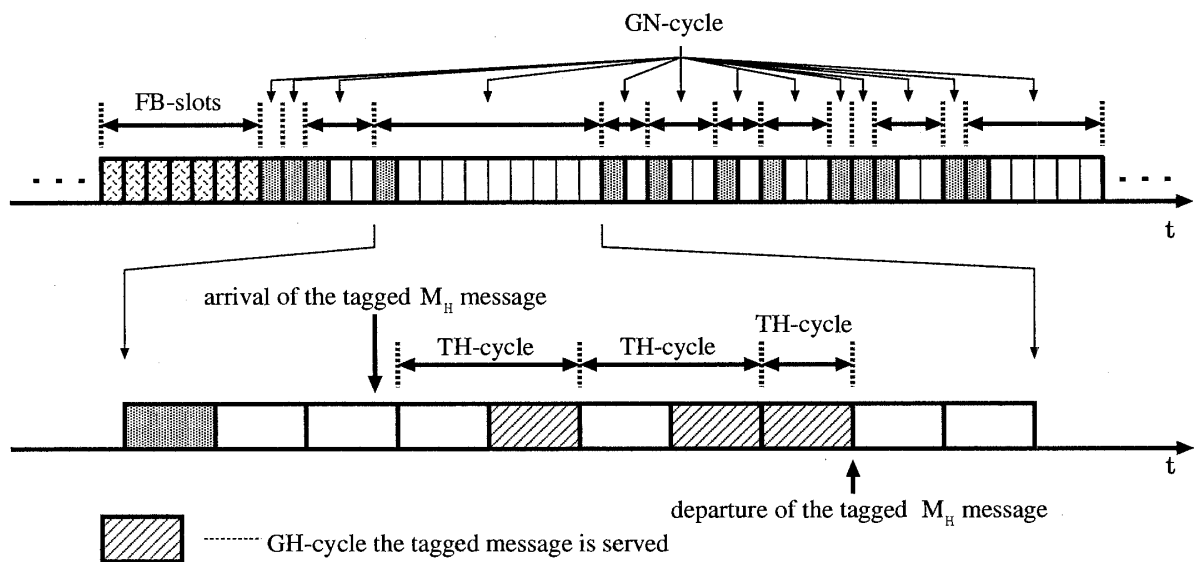 GN-cycle
FB-slots
t
arrival of the tagged M_H message
TH-cycle
TH-cycle
TH-cycle
t
departure of the tagged M_H message
GH-cycle the tagged message is served